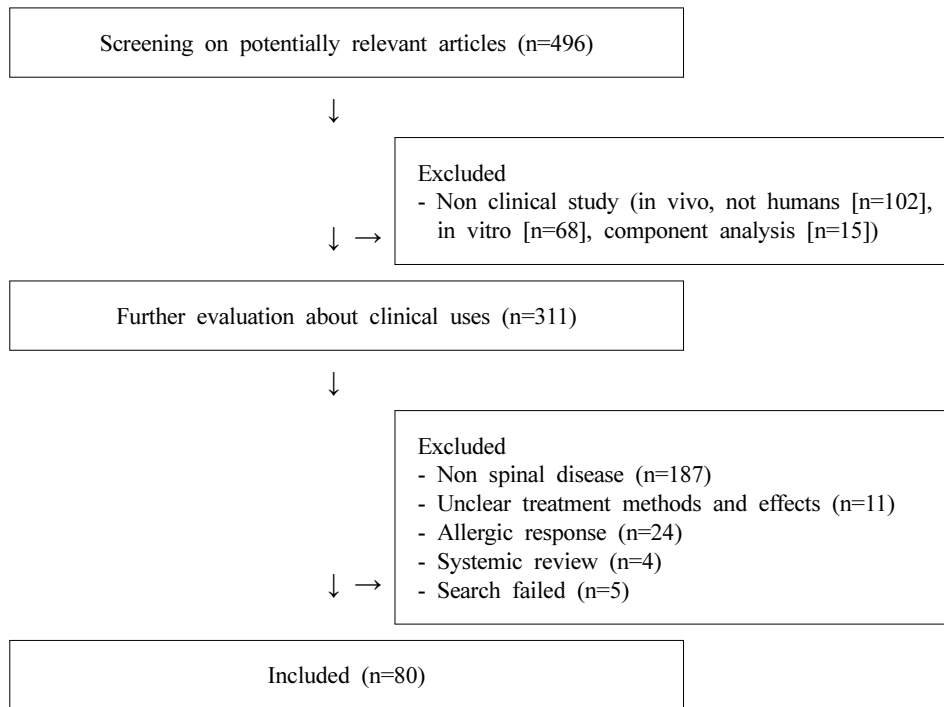 Screening on potentially relevant articles (n=496)
↓
Excluded
- Non clinical study (in vivo, not humans [n=102],
in vitro [n=68], component analysis [n=15])
↓ →
Further evaluation about clinical uses (n=311)
↓
Excluded
- Non spinal disease (n=187)
- Unclear treatment methods and effects (n=11)
- Allergic response (n=24)
- Systemic review (n=4)
- Search failed (n=5)
↓ →
Included (n=80)